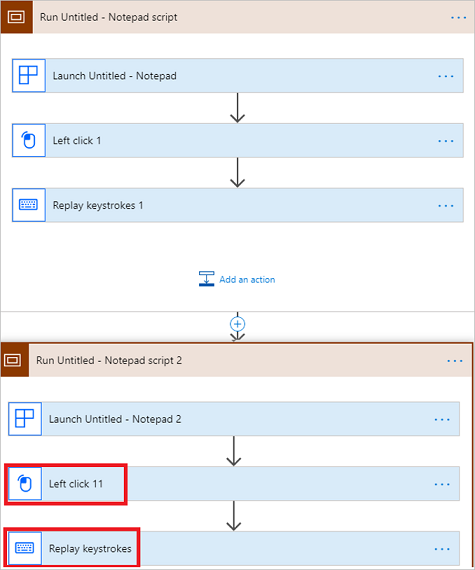 Run Untitled - Notepad script
Launch Untitled - Notepad
Left click 1
Replay keystrokes 1
Add an action
Run Untitled - Notepad script 2
Launch Untitled - Notepad 2
Left click 11
Replay keystrokes